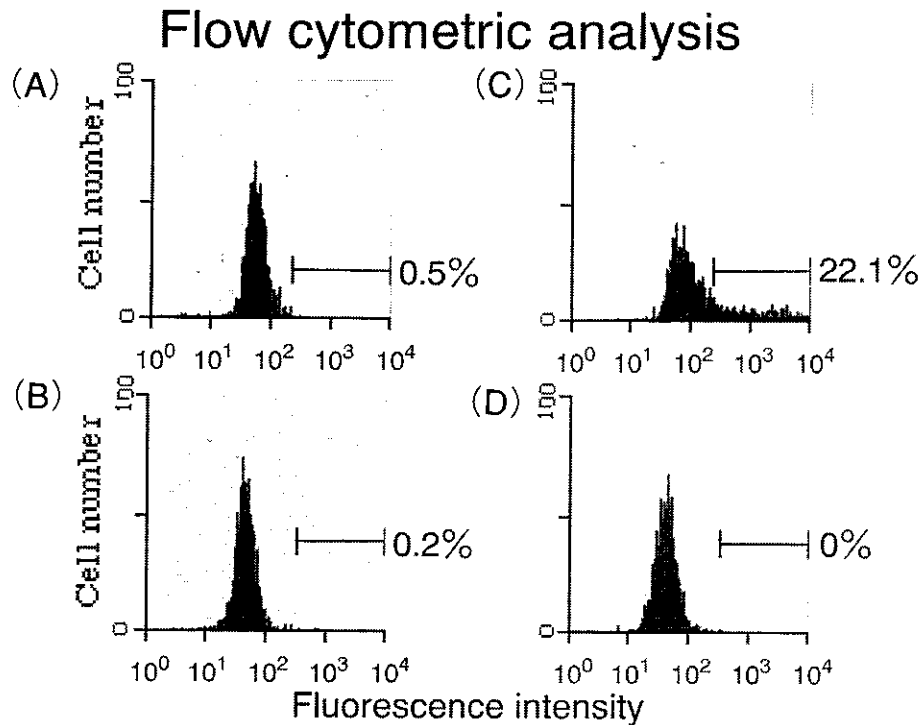 Flow cytometric analysis
(A)
100
Cell number
0
0.5%
10⁰ 10¹ 10² 10³ 10⁴
(C)
100
0
22.1%
10⁰ 10¹ 10² 10³ 10⁴
(B)
100
Cell number
0
0.2%
10⁰ 10¹ 10² 10³ 10⁴
(D)
100
0
0%
10⁰ 10¹ 10² 10³ 10⁴
Fluorescence intensity